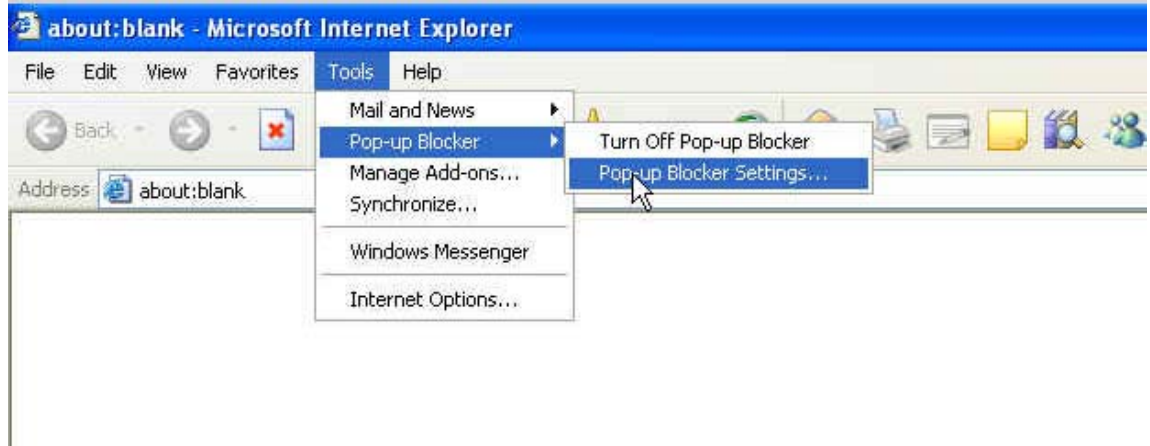 about:blank - Microsoft Internet Explorer
File Edit View Favorites Tools Help
Mail and News
Back
Pop-up Blocker
Turn Off Pop-up Blocker
Manage Add-ons...
Pop-up Blocker Settings...
Address about:blank
Synchronize...
Windows Messenger
Internet Options...